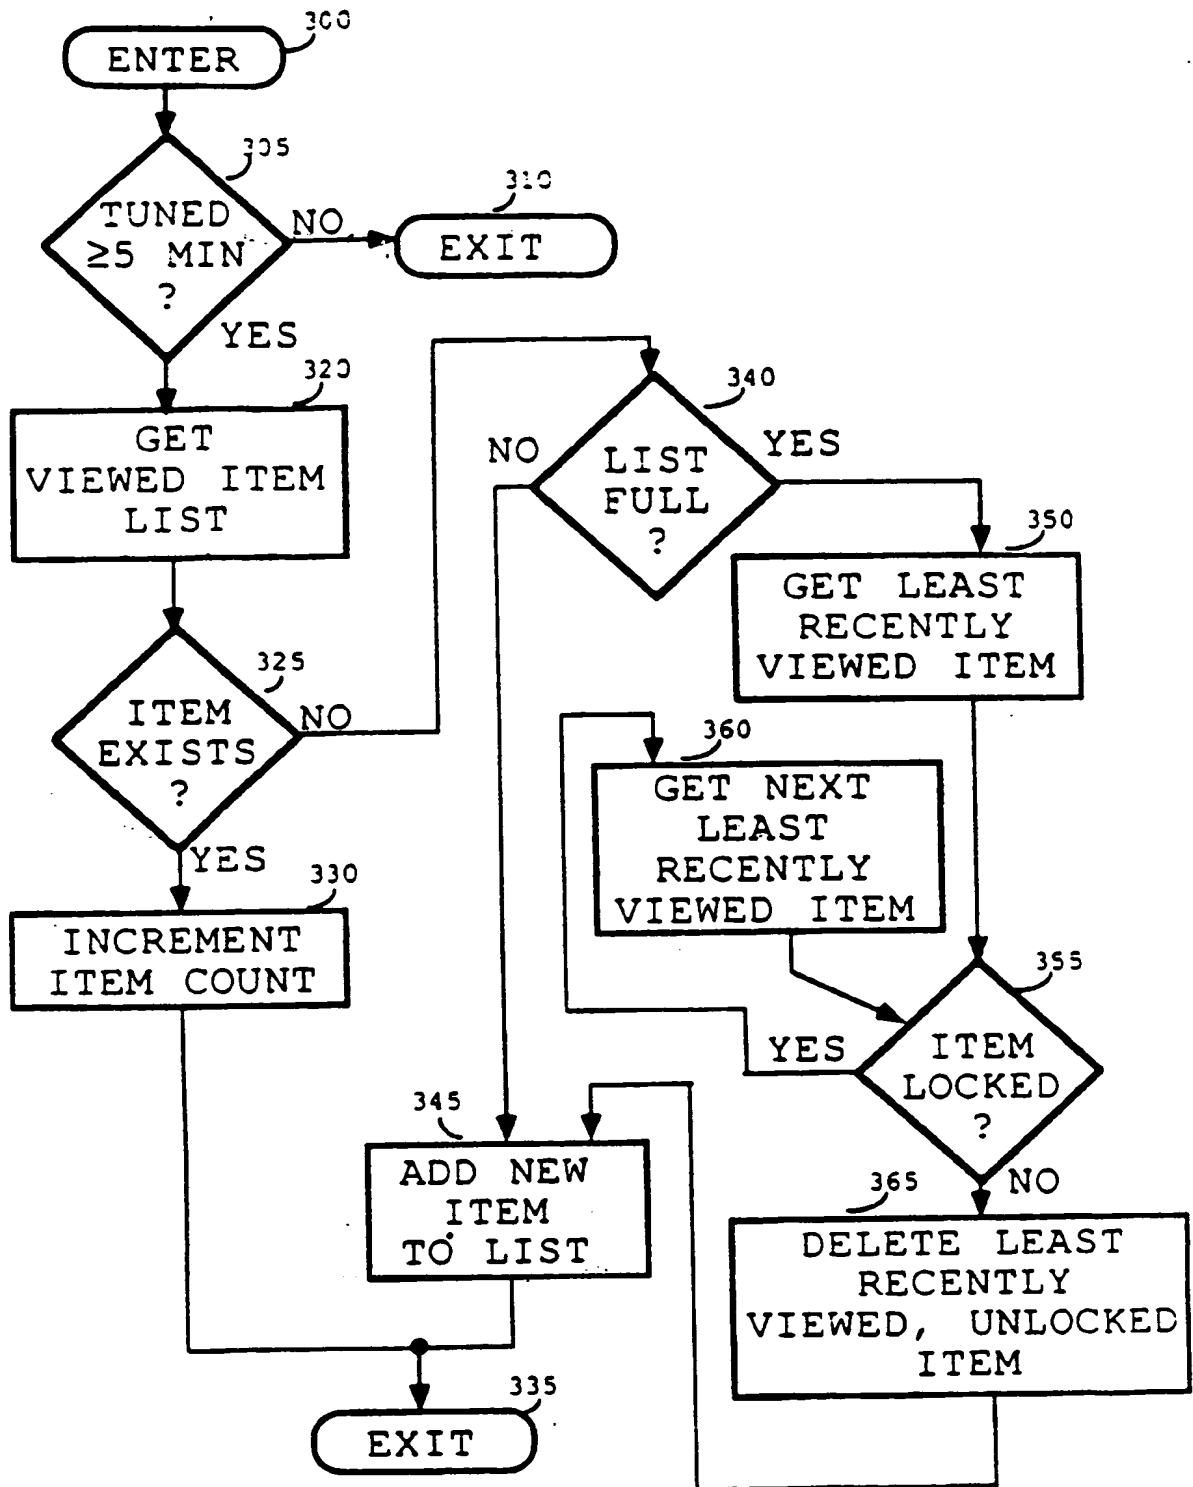 300
ENTER
305
TUNED
≥5 MIN
?
NO
310
EXIT
YES
320
GET
VIEWED ITEM
LIST
325
ITEM
EXISTS
?
NO
YES
330
INCREMENT
ITEM COUNT
340
LIST
FULL
?
NO
YES
350
GET LEAST
RECENTLY
VIEWED ITEM
360
GET NEXT
LEAST
RECENTLY
VIEWED ITEM
355
ITEM
LOCKED
?
YES
NO
345
ADD NEW
ITEM
TO LIST
365
DELETE LEAST
RECENTLY
VIEWED, UNLOCKED
ITEM
335
EXIT